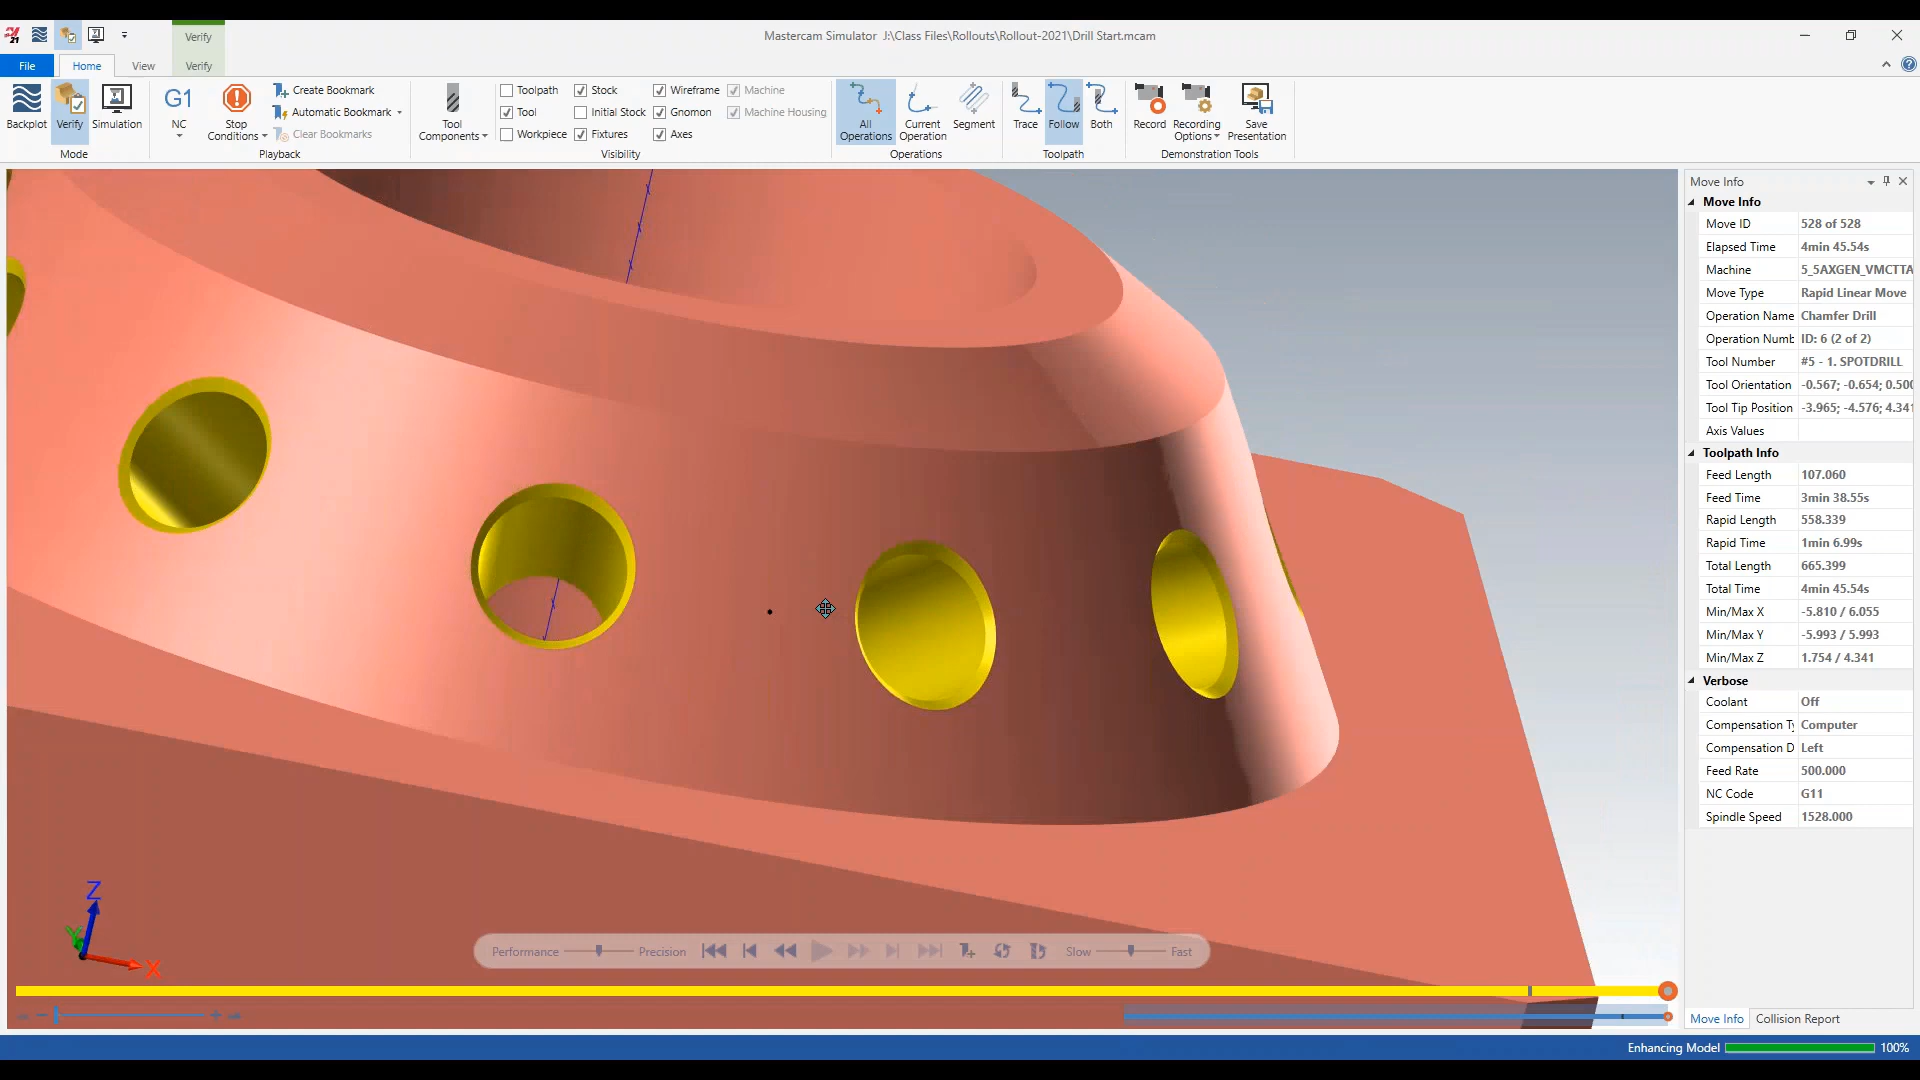 21
Verify
Mastercam Simulator  J:\Class Files\Rollouts\Rollout-2021\Drill Start.mcam
File
Home
View
Verify
Backplot
Verify
Simulation
Mode
G1
NC
Stop
Conditions
Create Bookmark
Automatic Bookmark
Clear Bookmarks
Playback
Tool
Components
Toolpath
Stock
Wireframe
Machine
Tool
Initial Stock
Gnomon
Machine Housing
Workpiece
Fixtures
Axes
Visibility
All
Operations
Current
Operation
Segment
Operations
Trace
Follow
Both
Toolpath
Record
Recording
Options
Save
Presentation
Demonstration Tools
Move Info
Move Info
Move ID 528 of 528
Elapsed Time 4min 45.54s
Machine 5_5AXGEN_VMCTTA
Move Type Rapid Linear Move
Operation Name Chamfer Drill
Operation Numb ID: 6 (2 of 2)
Tool Number #5 - 1. SPOTDRILL
Tool Orientation -0.567; -0.654; 0.500
Tool Tip Position -3.965; -4.576; 4.341
Axis Values
Toolpath Info
Feed Length 107.060
Feed Time 3min 38.55s
Rapid Length 558.339
Rapid Time 1min 6.99s
Total Length 665.399
Total Time 4min 45.54s
Min/Max X -5.810 / 6.055
Min/Max Y -5.993 / 5.993
Min/Max Z 1.754 / 4.341
Verbose
Coolant Off
Compensation Ty Computer
Compensation D Left
Feed Rate 500.000
NC Code G11
Spindle Speed 1528.000
Z
Y
X
Performance
Precision
Slow
Fast
Move Info
Collision Report
Enhancing Model
100%